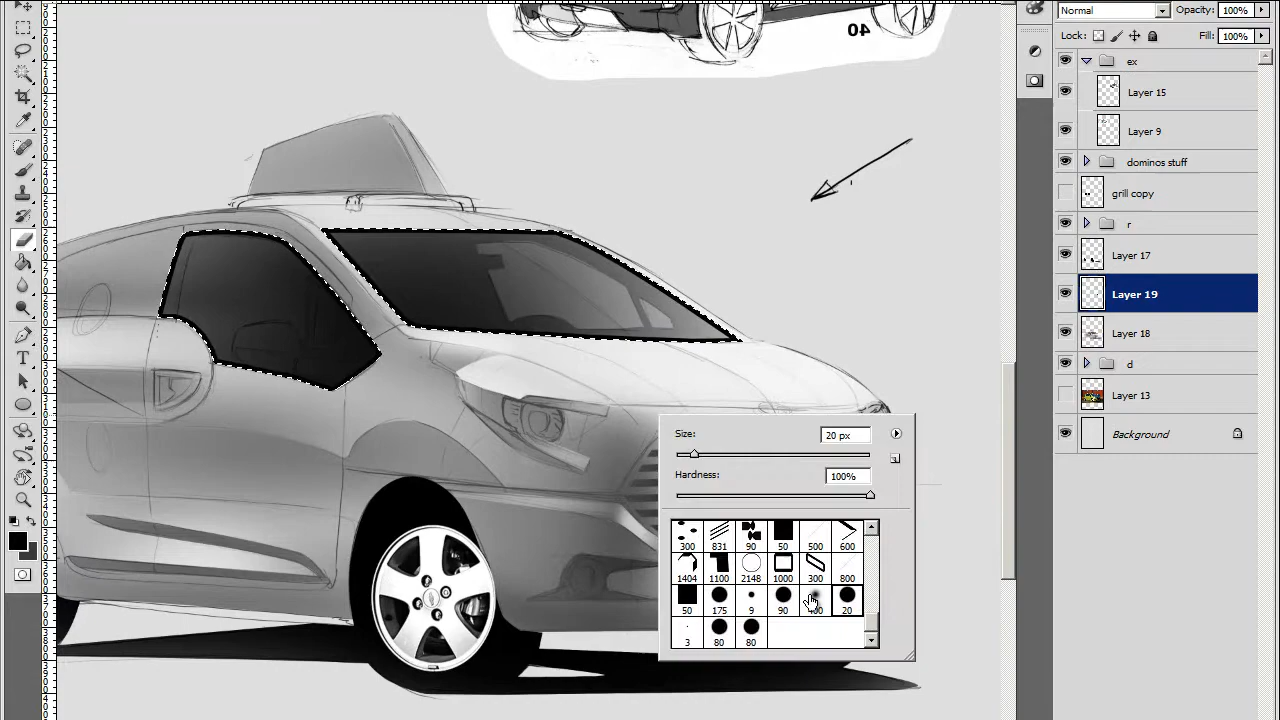 Normal
Opacity: 100%
Lock:
Fill: 100%
ex
Layer 15
Layer 9
dominos stuff
grill copy
r
Layer 17
Layer 19
Layer 18
d
Layer 13
Background
40
Size:
20 px
Hardness:
100%
300 831 90 50 500 600
1404 1100 2148 1000 300 800
50 175 9 90 400 20
3 80 80
T